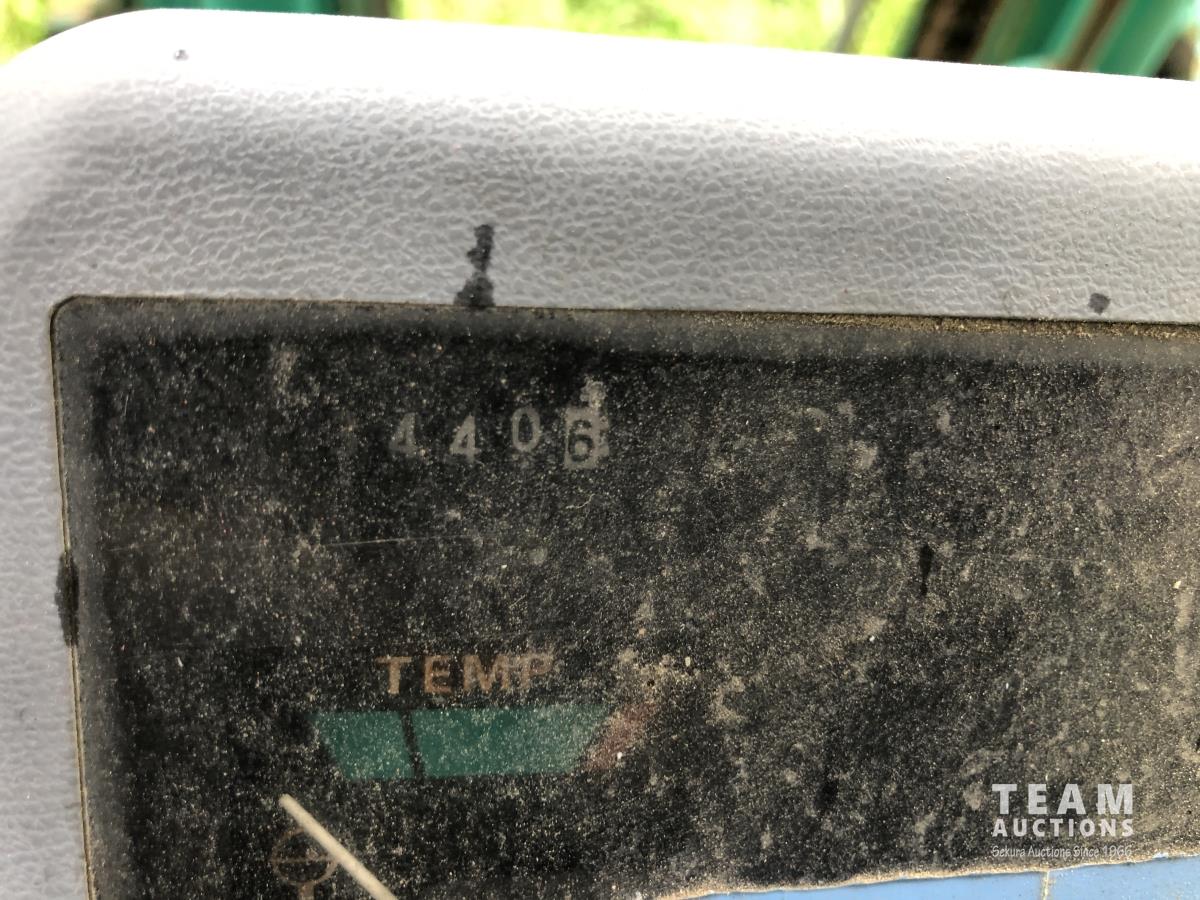 4406
TEMP
TEAM
AUCTIONS
Sekura Auctions Since 1966